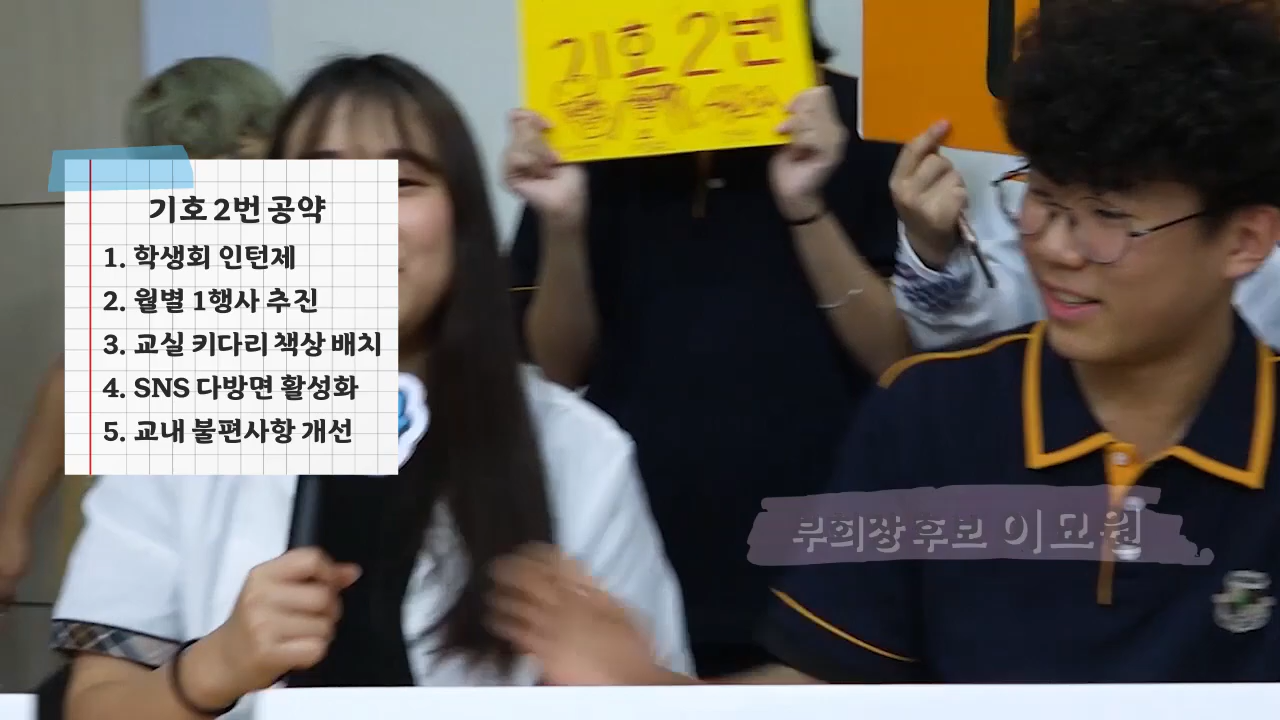 기호 2번
기호 2번 공약
1. 학생회 인턴제
2. 월별 1행사 추진
3. 교실 키다리 책상 배치
4. SNS 다방면 활성화
5. 교내 불편사항 개선
부회장후보 이묘원